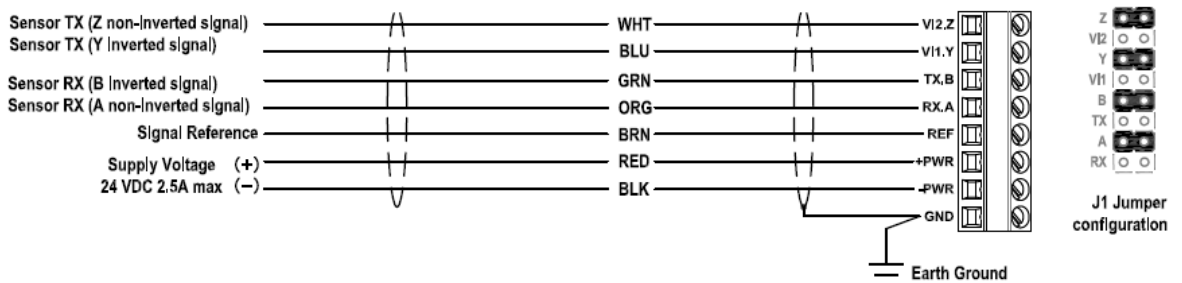 Sensor TX (Z non-inverted signal)
WHT
VI2,Z
Sensor TX (Y Inverted signal)
BLU
VI1,Y
Sensor RX (B Inverted signal)
GRN
TX,B
Sensor RX (A non-inverted signal)
ORG
RX,A
Signal Reference
BRN
REF
Supply Voltage (+)
RED
+PWR
24 VDC 2.5A max (−)
BLK
-PWR
GND
Earth Ground
Z
VI2
Y
VI1
B
TX
A
RX
J1 Jumper
configuration